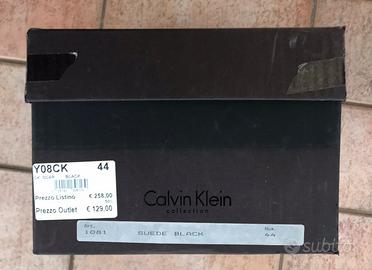 Y08CK 44
BLACK
Prezzo Listino € 258,00
Prezzo Outlet € 129,00
Calvin Klein
collection
Art. Num.
1081 SUEDE BLACK 44
subito